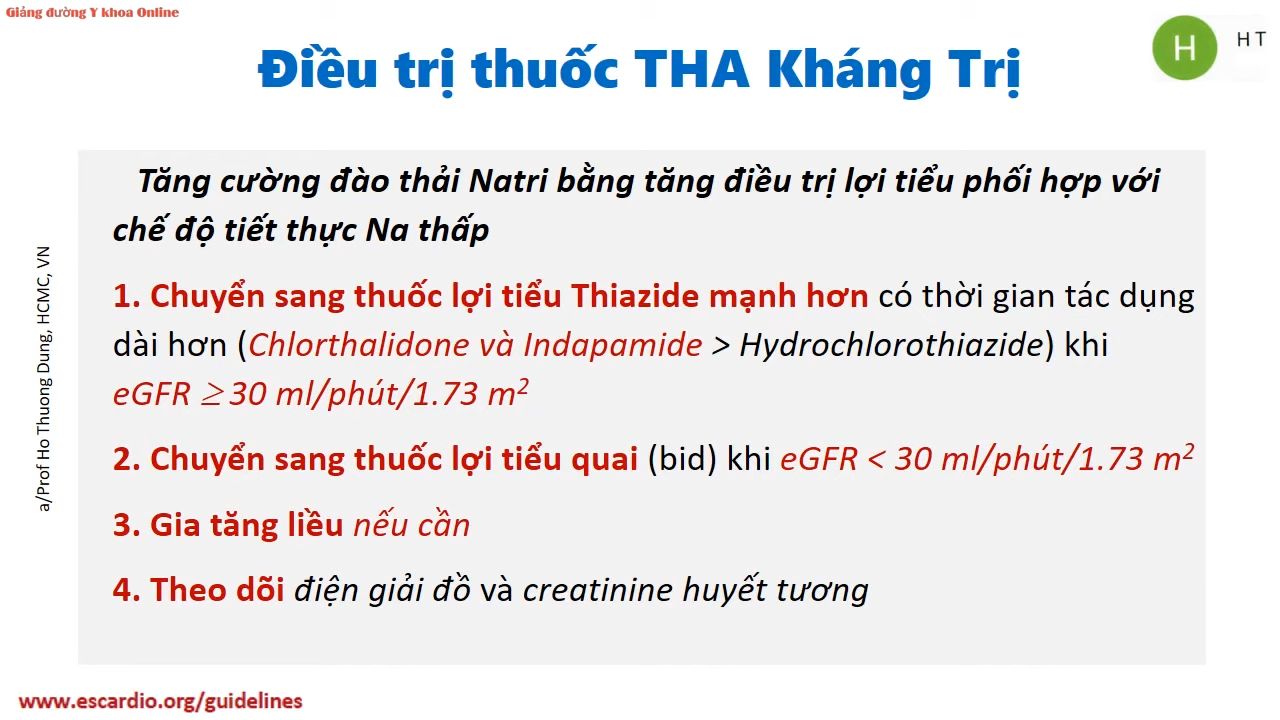 Giảng đường Y khoa Online
H
H T
Điều trị thuốc THA Kháng Trị
Tăng cường đào thải Natri bằng tăng điều trị lợi tiểu phối hợp với
chế độ tiết thực Na thấp
1. Chuyển sang thuốc lợi tiểu Thiazide mạnh hơn có thời gian tác dụng
dài hơn (Chlorthalidone và Indapamide > Hydrochlorothiazide) khi
eGFR ≥ 30 ml/phút/1.73 m²
2. Chuyển sang thuốc lợi tiểu quai (bid) khi eGFR < 30 ml/phút/1.73 m²
3. Gia tăng liều nếu cần
4. Theo dõi điện giải đồ và creatinine huyết tương
a/Prof Ho Thuong Dung, HCMC, VN
www.escardio.org/guidelines